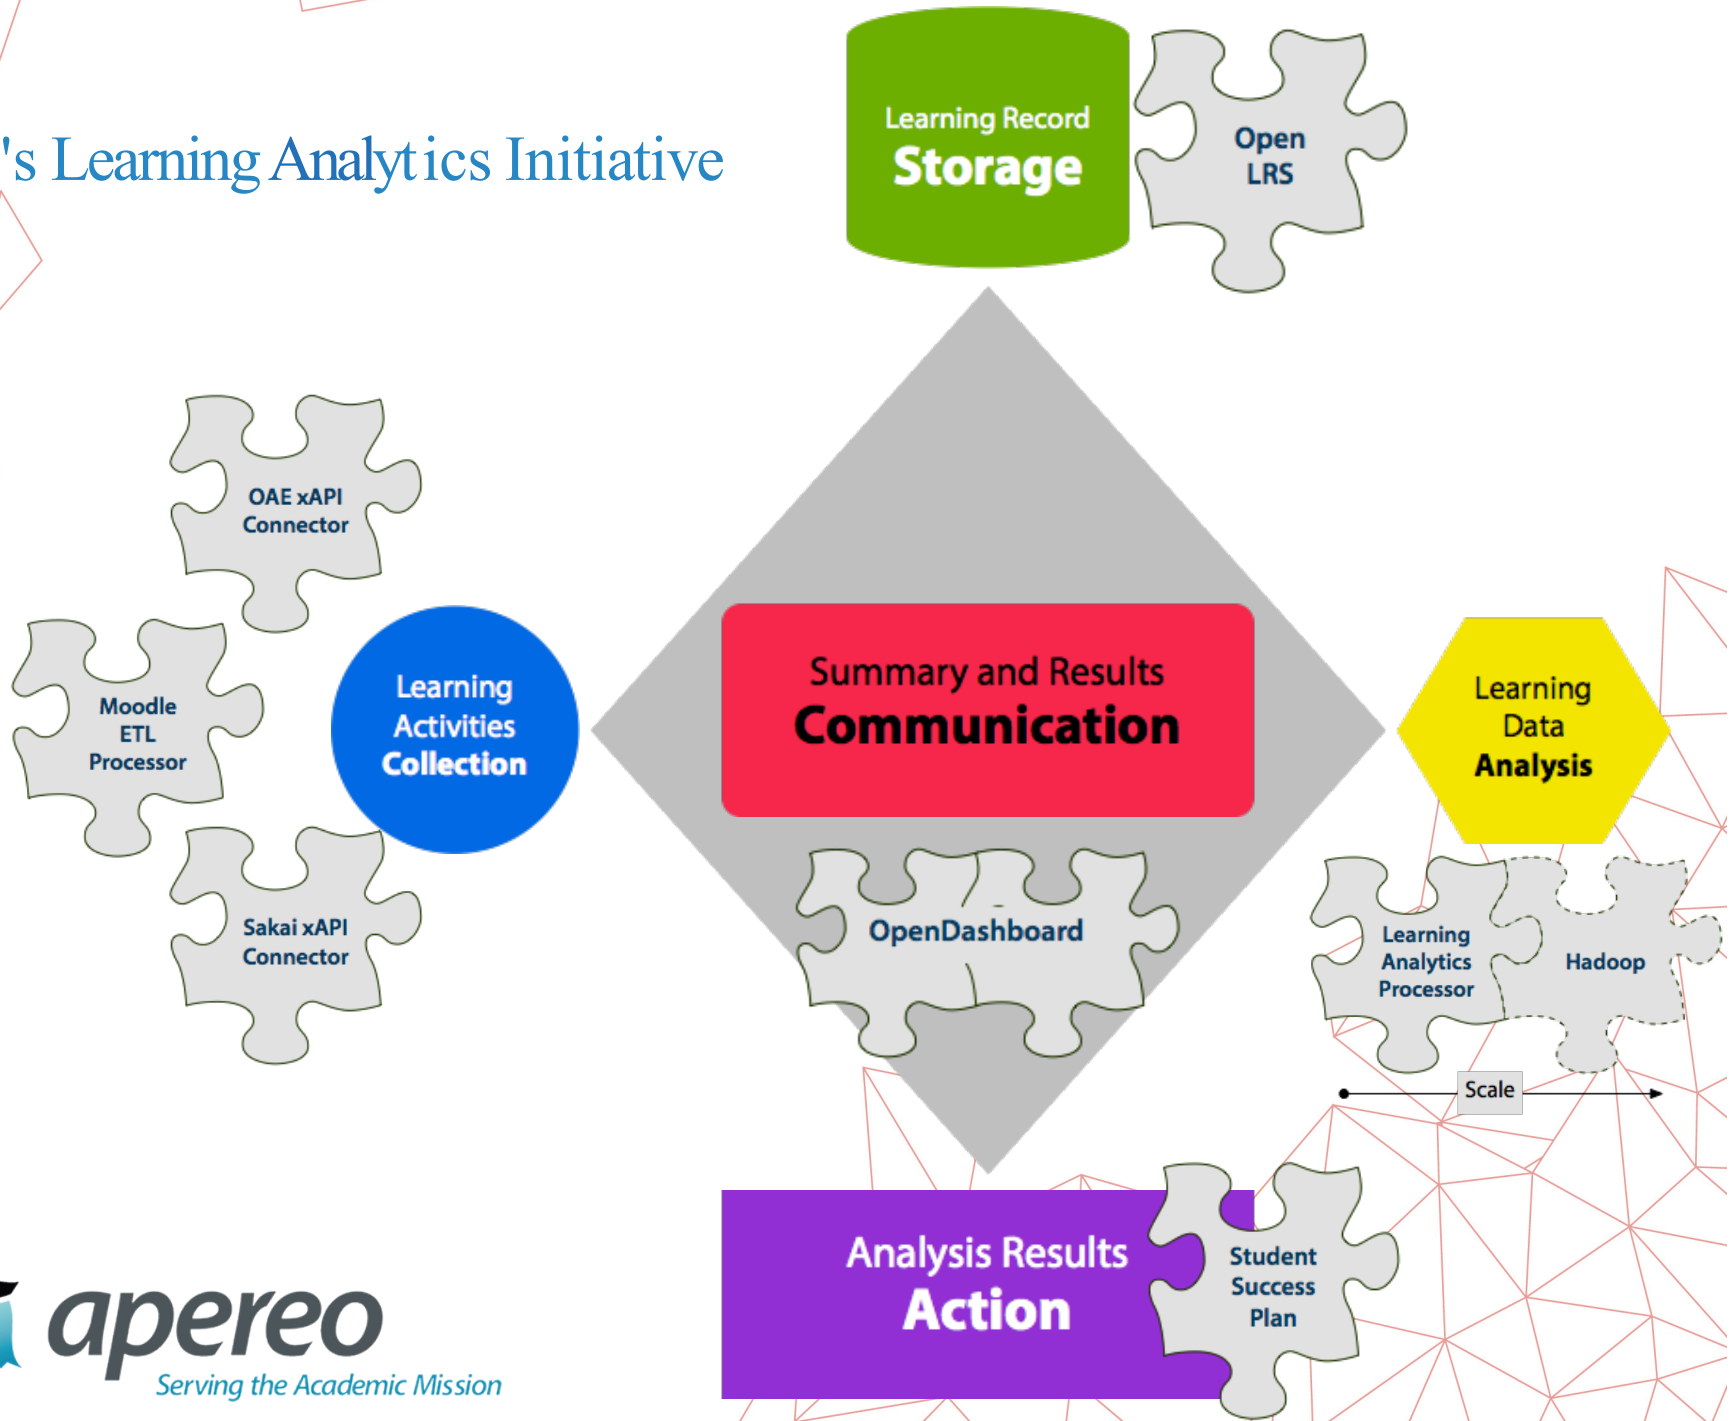 's Learning Analytics Initiative
Learning Record
Storage
Open
LRS
OAE xAPI
Connector
Moodle
ETL
Processor
Learning
Activities
Collection
Sakai xAPI
Connector
Summary and Results
Communication
OpenDashboard
Learning
Data
Analysis
Learning
Analytics
Processor
Hadoop
Scale
Analysis Results
Action
Student
Success
Plan
apereo
Serving the Academic Mission